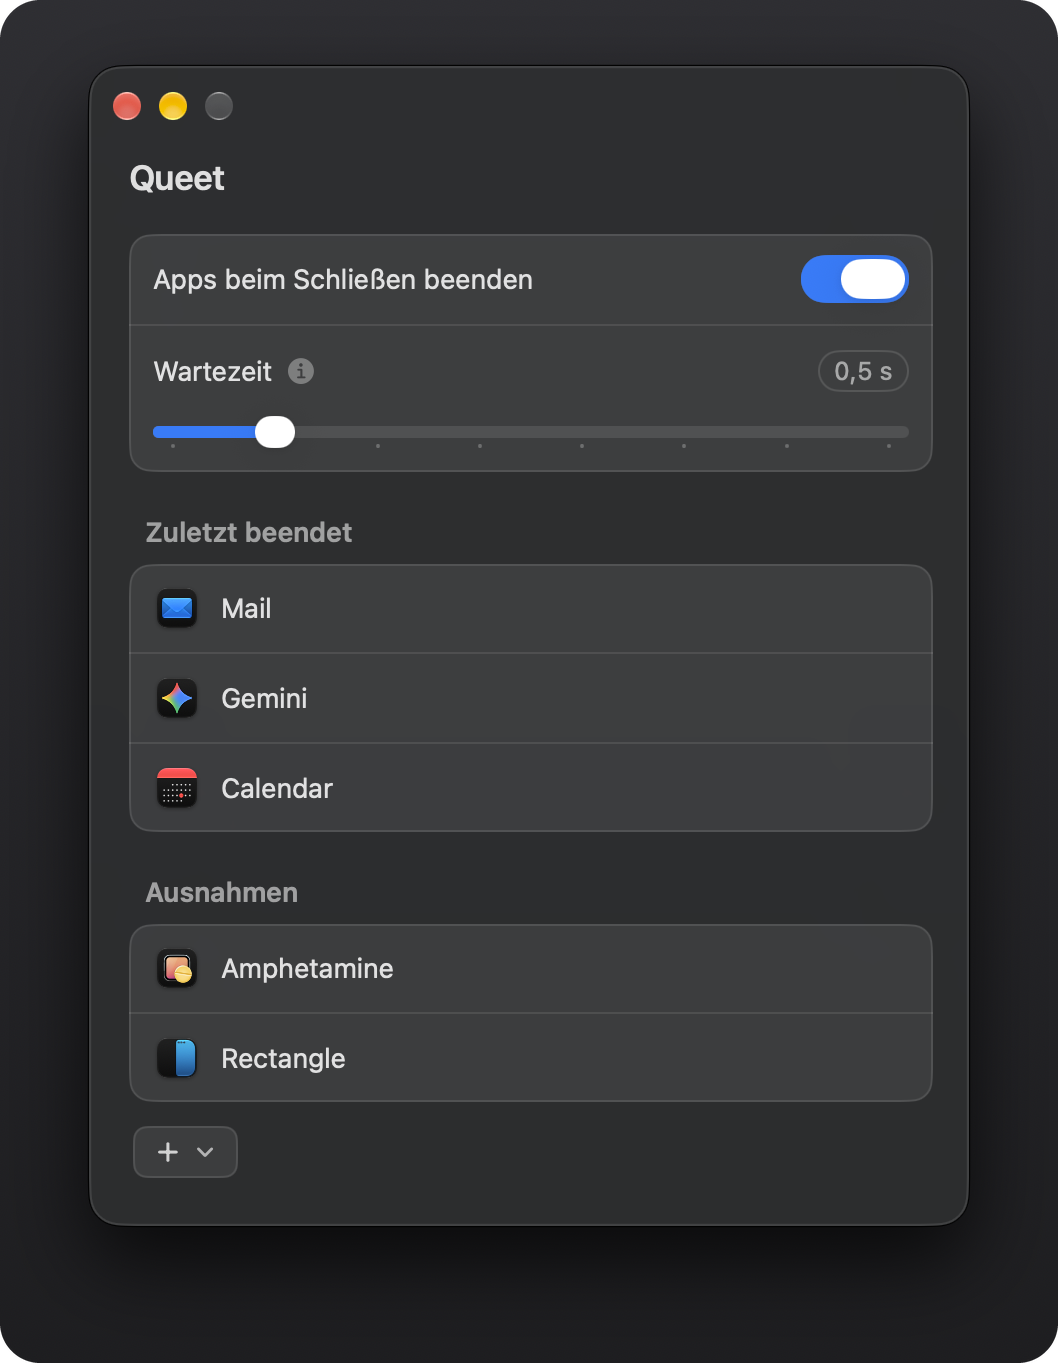 Queet
Apps beim Schließen beenden
Wartezeit
0,5 s
Zuletzt beendet
Mail
Gemini
Calendar
Ausnahmen
Amphetamine
Rectangle